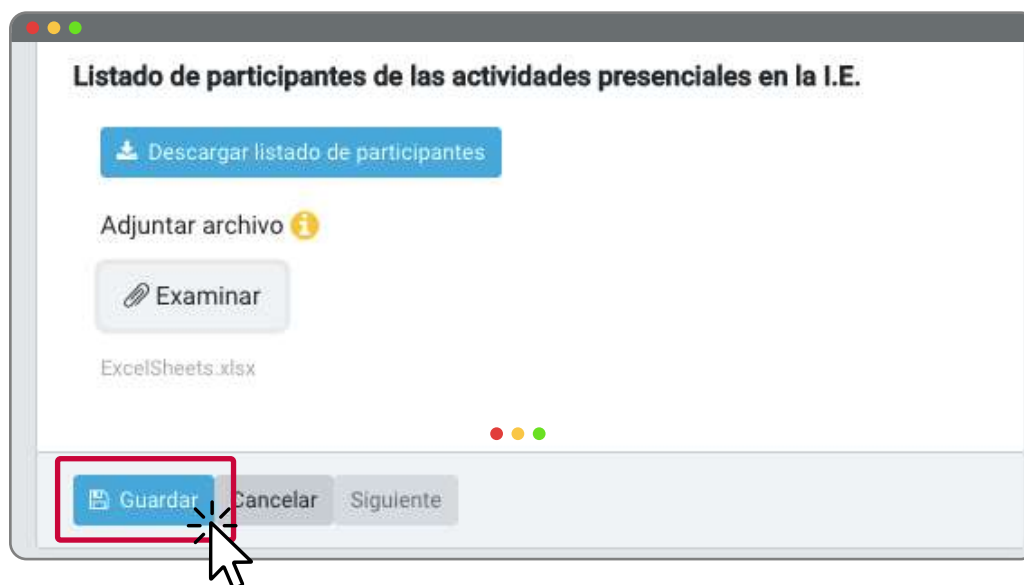 Listado de participantes de las actividades presenciales en la I.E.
Descargar listado de participantes
Adjuntar archivo
Examinar
ExcelSheets.xlsx
Guardar Cancelar Siguiente